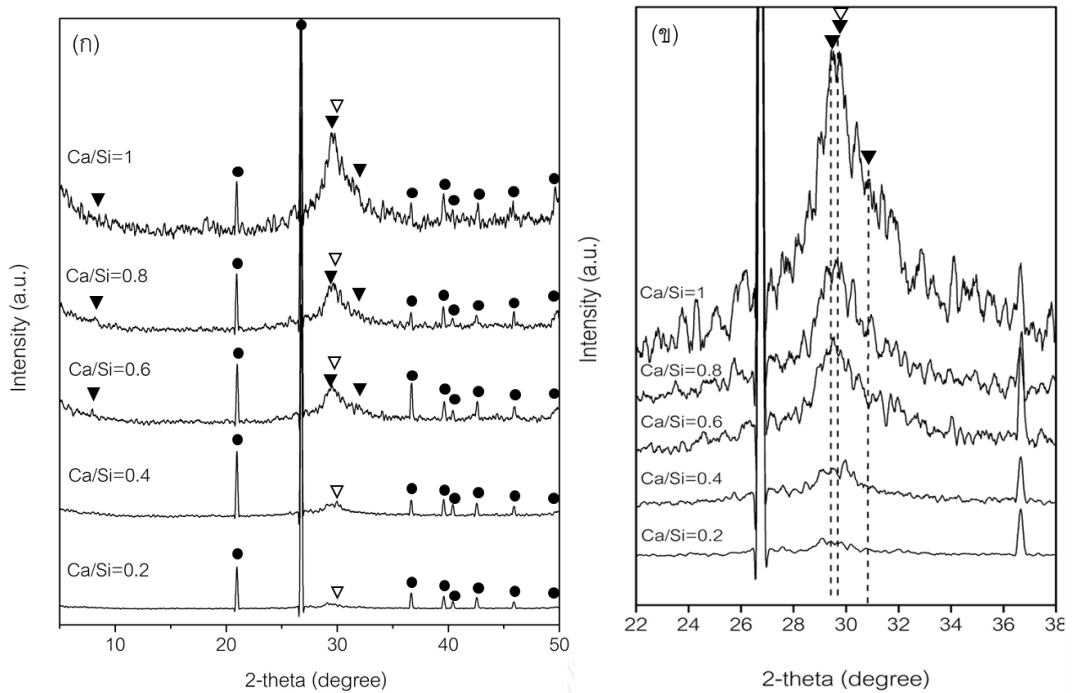 (ก)
Ca/Si=1
Ca/Si=0.8
Ca/Si=0.6
Ca/Si=0.4
Ca/Si=0.2
Intensity (a.u.)
10 20 30 40 50
2-theta (degree)
(ข)
Ca/Si=1
Ca/Si=0.8
Ca/Si=0.6
Ca/Si=0.4
Ca/Si=0.2
Intensity (a.u.)
22 24 26 28 30 32 34 36 38
2-theta (degree)